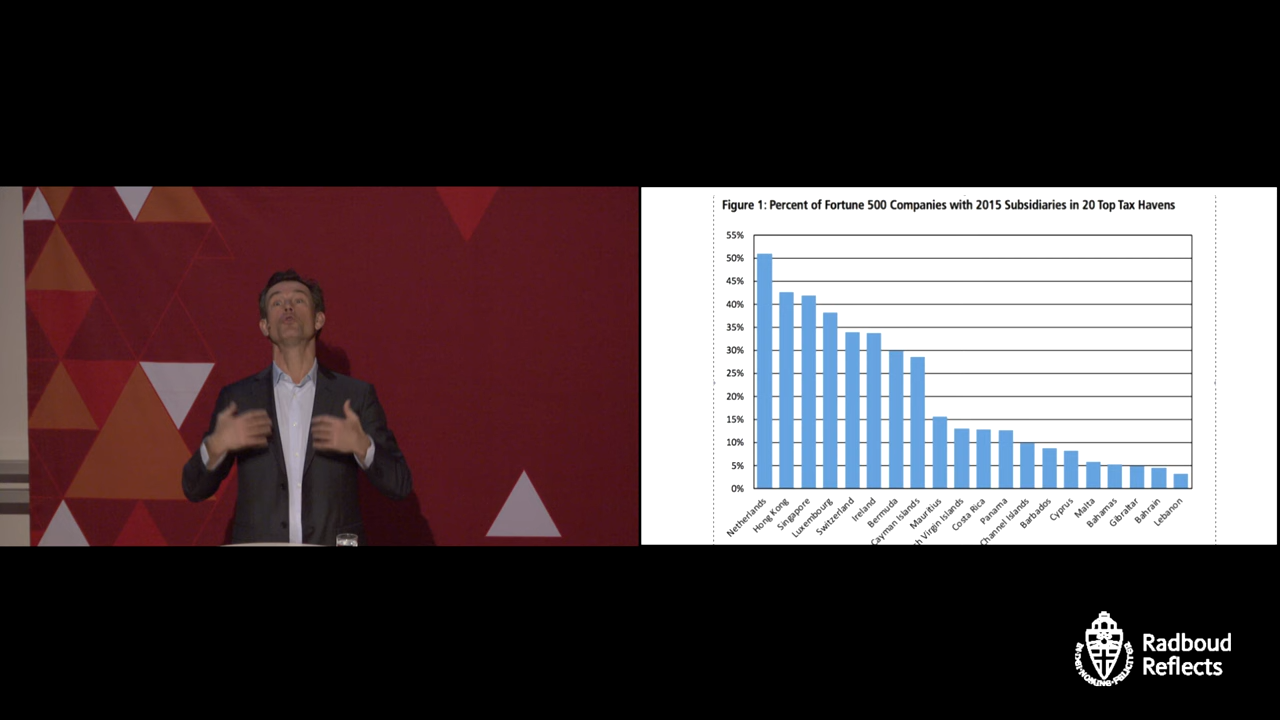 Figure 1: Percent of Fortune 500 Companies with 2015 Subsidiaries in 20 Top Tax Havens
55%
50%
45%
40%
35%
30%
25%
20%
15%
10%
5%
0%
Netherlands
Hong Kong
Singapore
Luxembourg
Switzerland
Ireland
Bermuda
Cayman Islands
Mauritius
h Virgin Islands
Costa Rica
Panama
Channel Islands
Barbados
Cyprus
Malta
Bahamas
Gibraltar
Bahrain
Lebanon
Radboud
Reflects